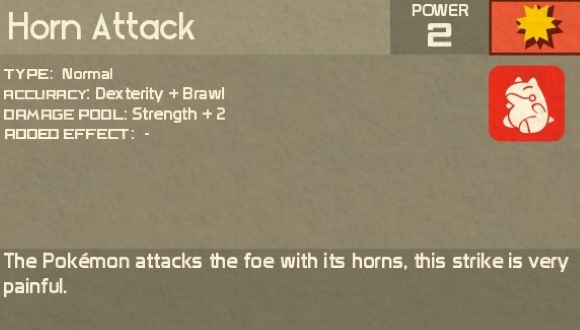 Horn Attack
POWER
2
TYPE: Normal
ACCURACY: Dexterity + Brawl
DAMAGE POOL: Strength + 2
ADDED EFFECT: -
The Pokémon attacks the foe with its horns, this strike is very
painful.